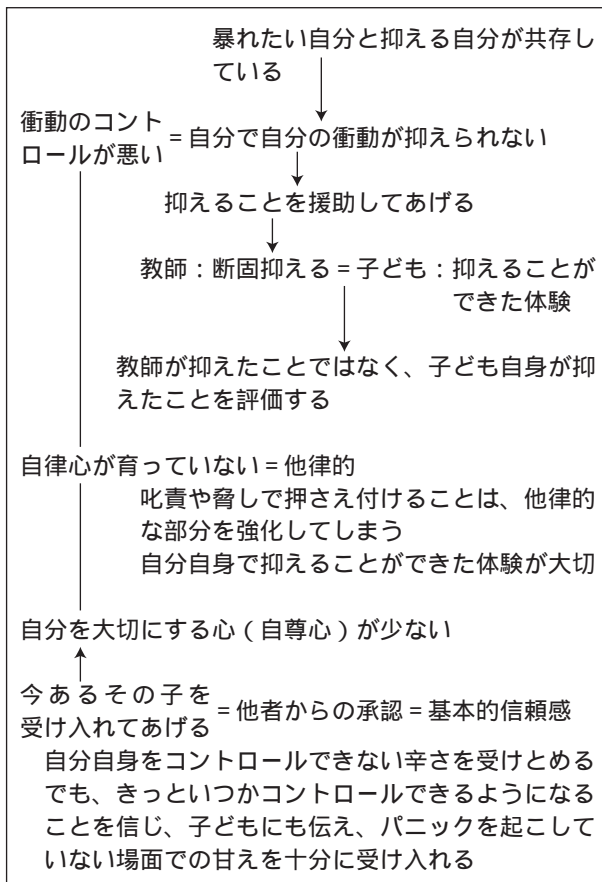 暴れたい自分と抑える自分が共存し
ている
衝動のコント
ロールが悪い
=自分で自分の衝動が抑えられない
抑えることを援助してあげる
教師：断固抑える=子ども：抑えることが
できた体験
教師が抑えたことではなく、子ども自身が抑
えたことを評価する
自律心が育っていない=他律的
叱責や脅しで押さえ付けることは、他律的
な部分を強化してしまう
自分自身で抑えることができた体験が大切
自分を大切にする心（自尊心）が少ない
今あるその子を
受け入れてあげる
=他者からの承認=基本的信頼感
自分自身をコントロールできない辛さを受けとめる
でも、きっといつかコントロールできるようになる
ことを信じ、子どもにも伝え、パニックを起こして
いない場面での甘えを十分に受け入れる